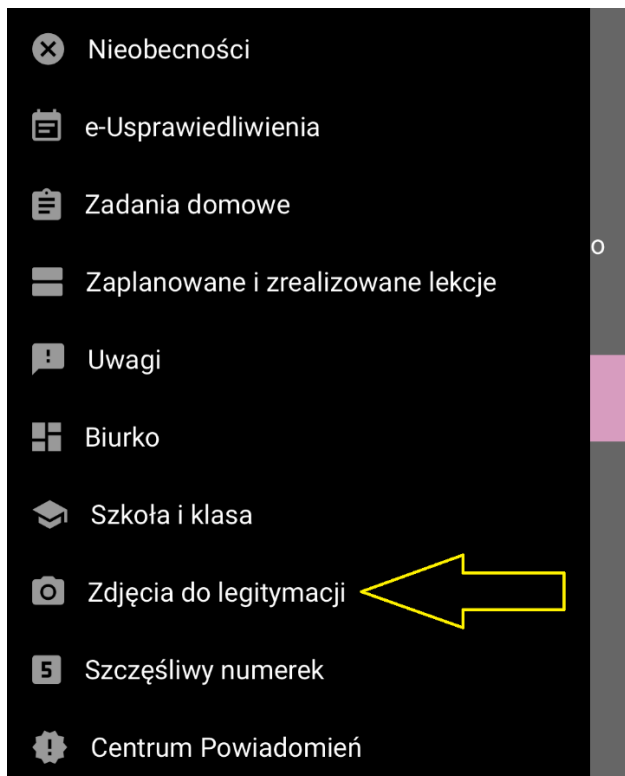 Nieobecności
e-Usprawiedliwienia
Zadania domowe
o
Zaplanowane i zrealizowane lekcje
Uwagi
Biurko
Szkoła i klasa
Zdjęcia do legitymacji
5
Szczęśliwy numerek
Centrum Powiadomień